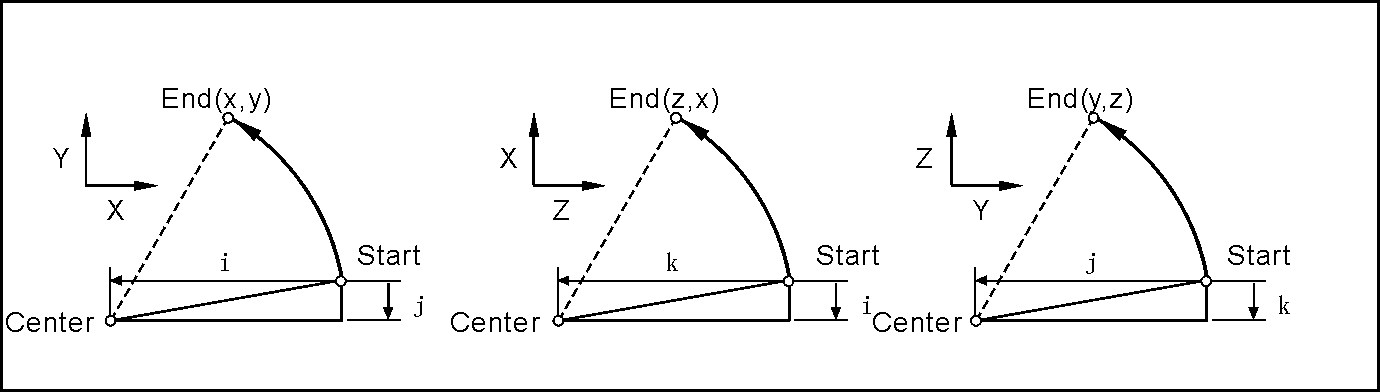 End(x,y)
Y
X
i
Start
j
Center
End(z,x)
X
Z
k
Start
i
Center
End(y,z)
Z
Y
j
Start
k
Center